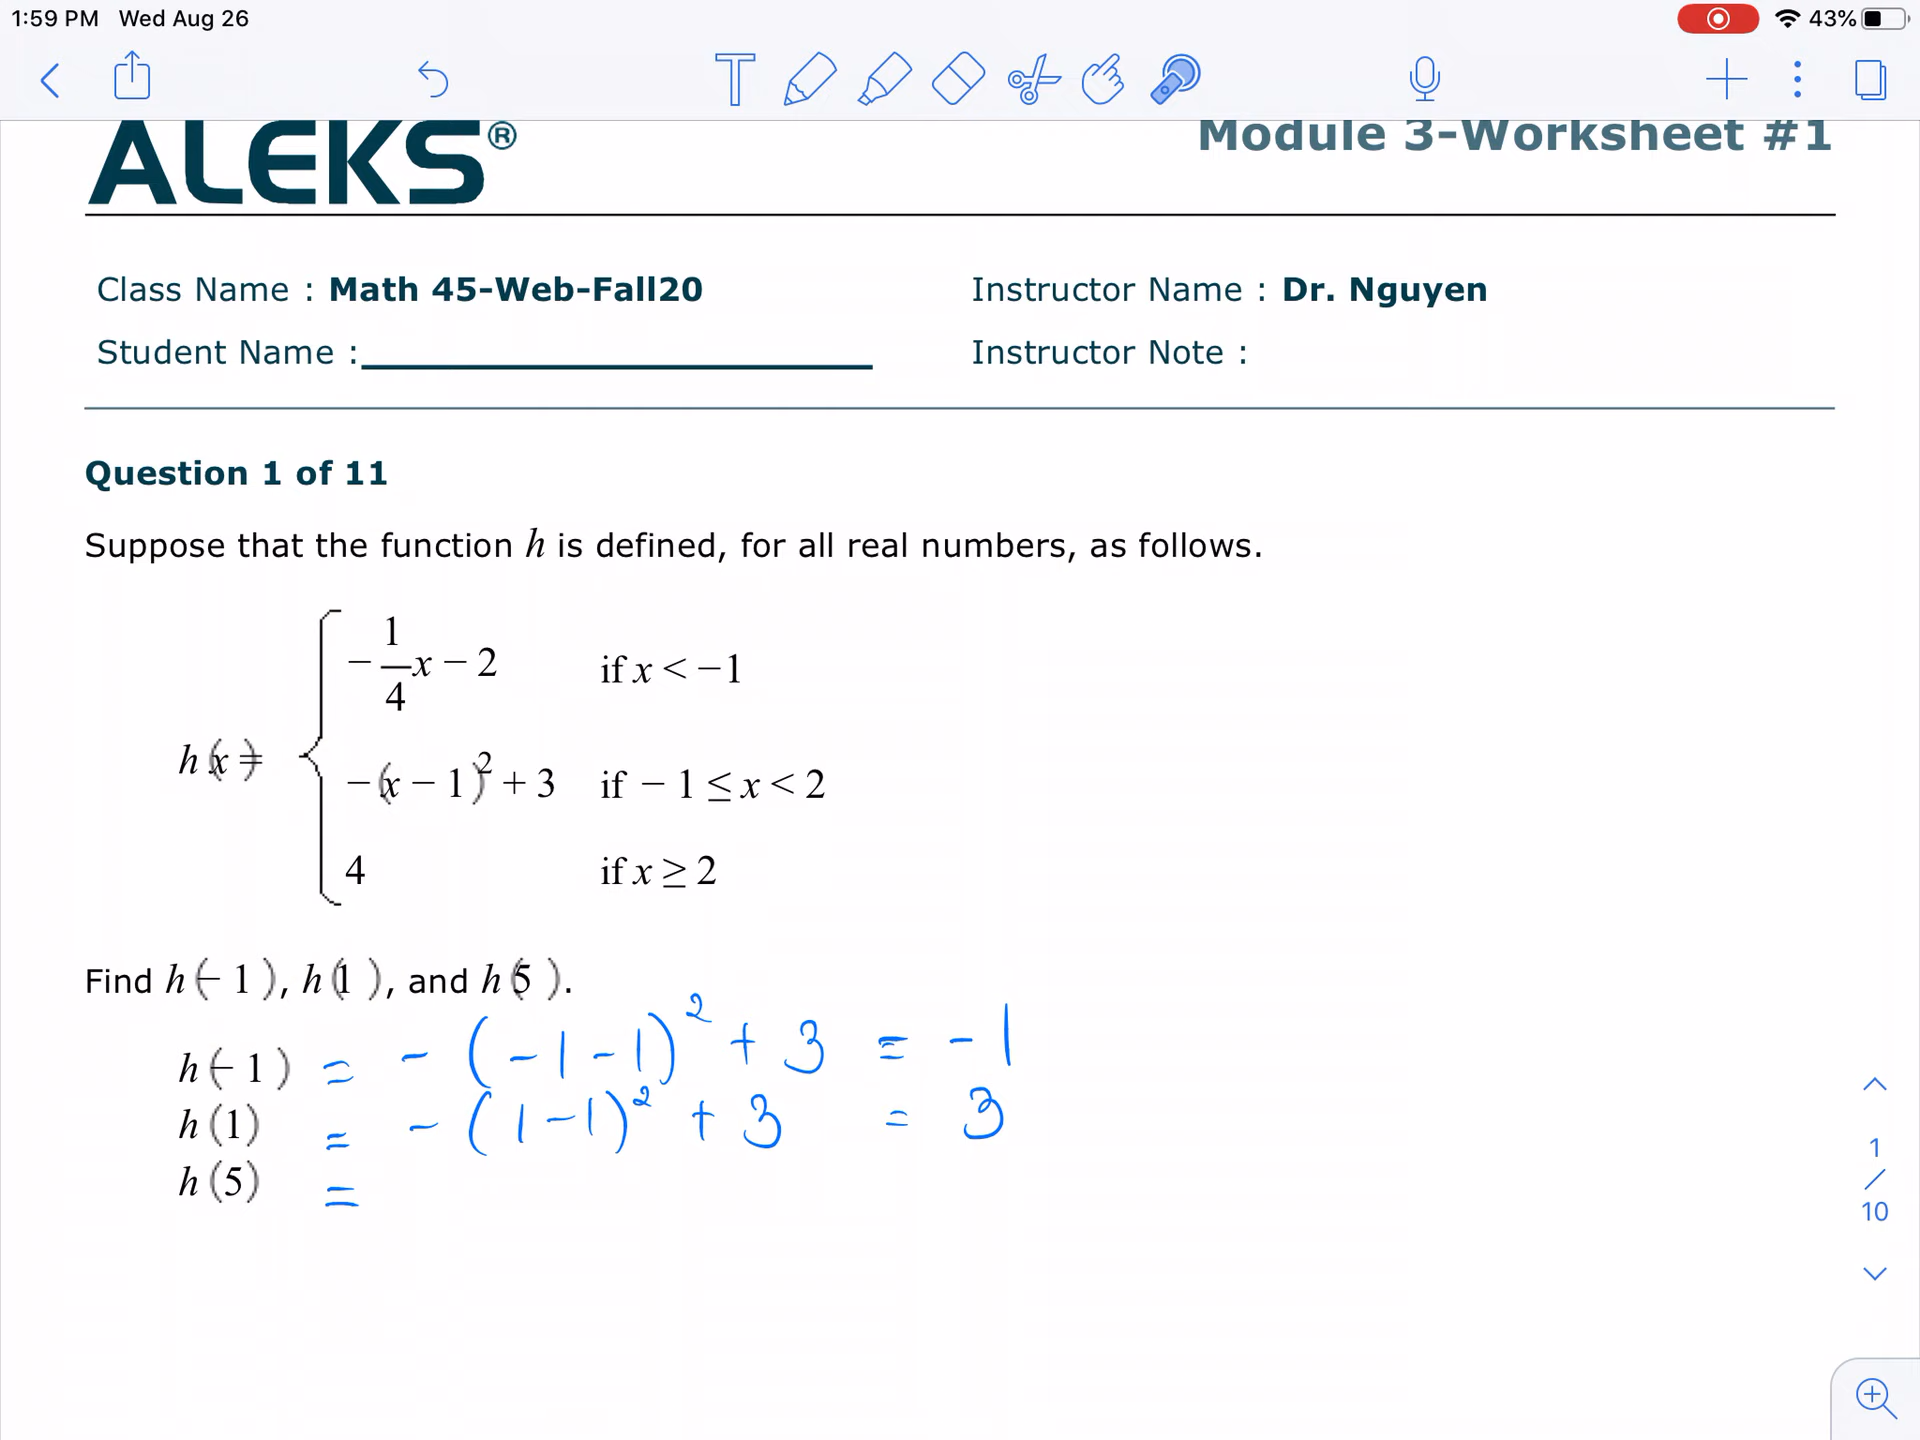 1:59 PM Wed Aug 26 43%
ALEKS® Module 3-Worksheet #1
Class Name : Math 45-Web-Fall20 Instructor Name : Dr. Nguyen
Student Name : Instructor Note :
Question 1 of 11
Suppose that the function h is defined, for all real numbers, as follows.
h(x)= { -1/4 x - 2 if x < -1
-(x - 1)² + 3 if -1 ≤ x < 2
4 if x ≥ 2
Find h(-1), h(1), and h(5).
h(-1) = -(-1-1)² + 3 = -1
h(1) = -(1-1)² + 3 = 3
h(5) =
1
/
10